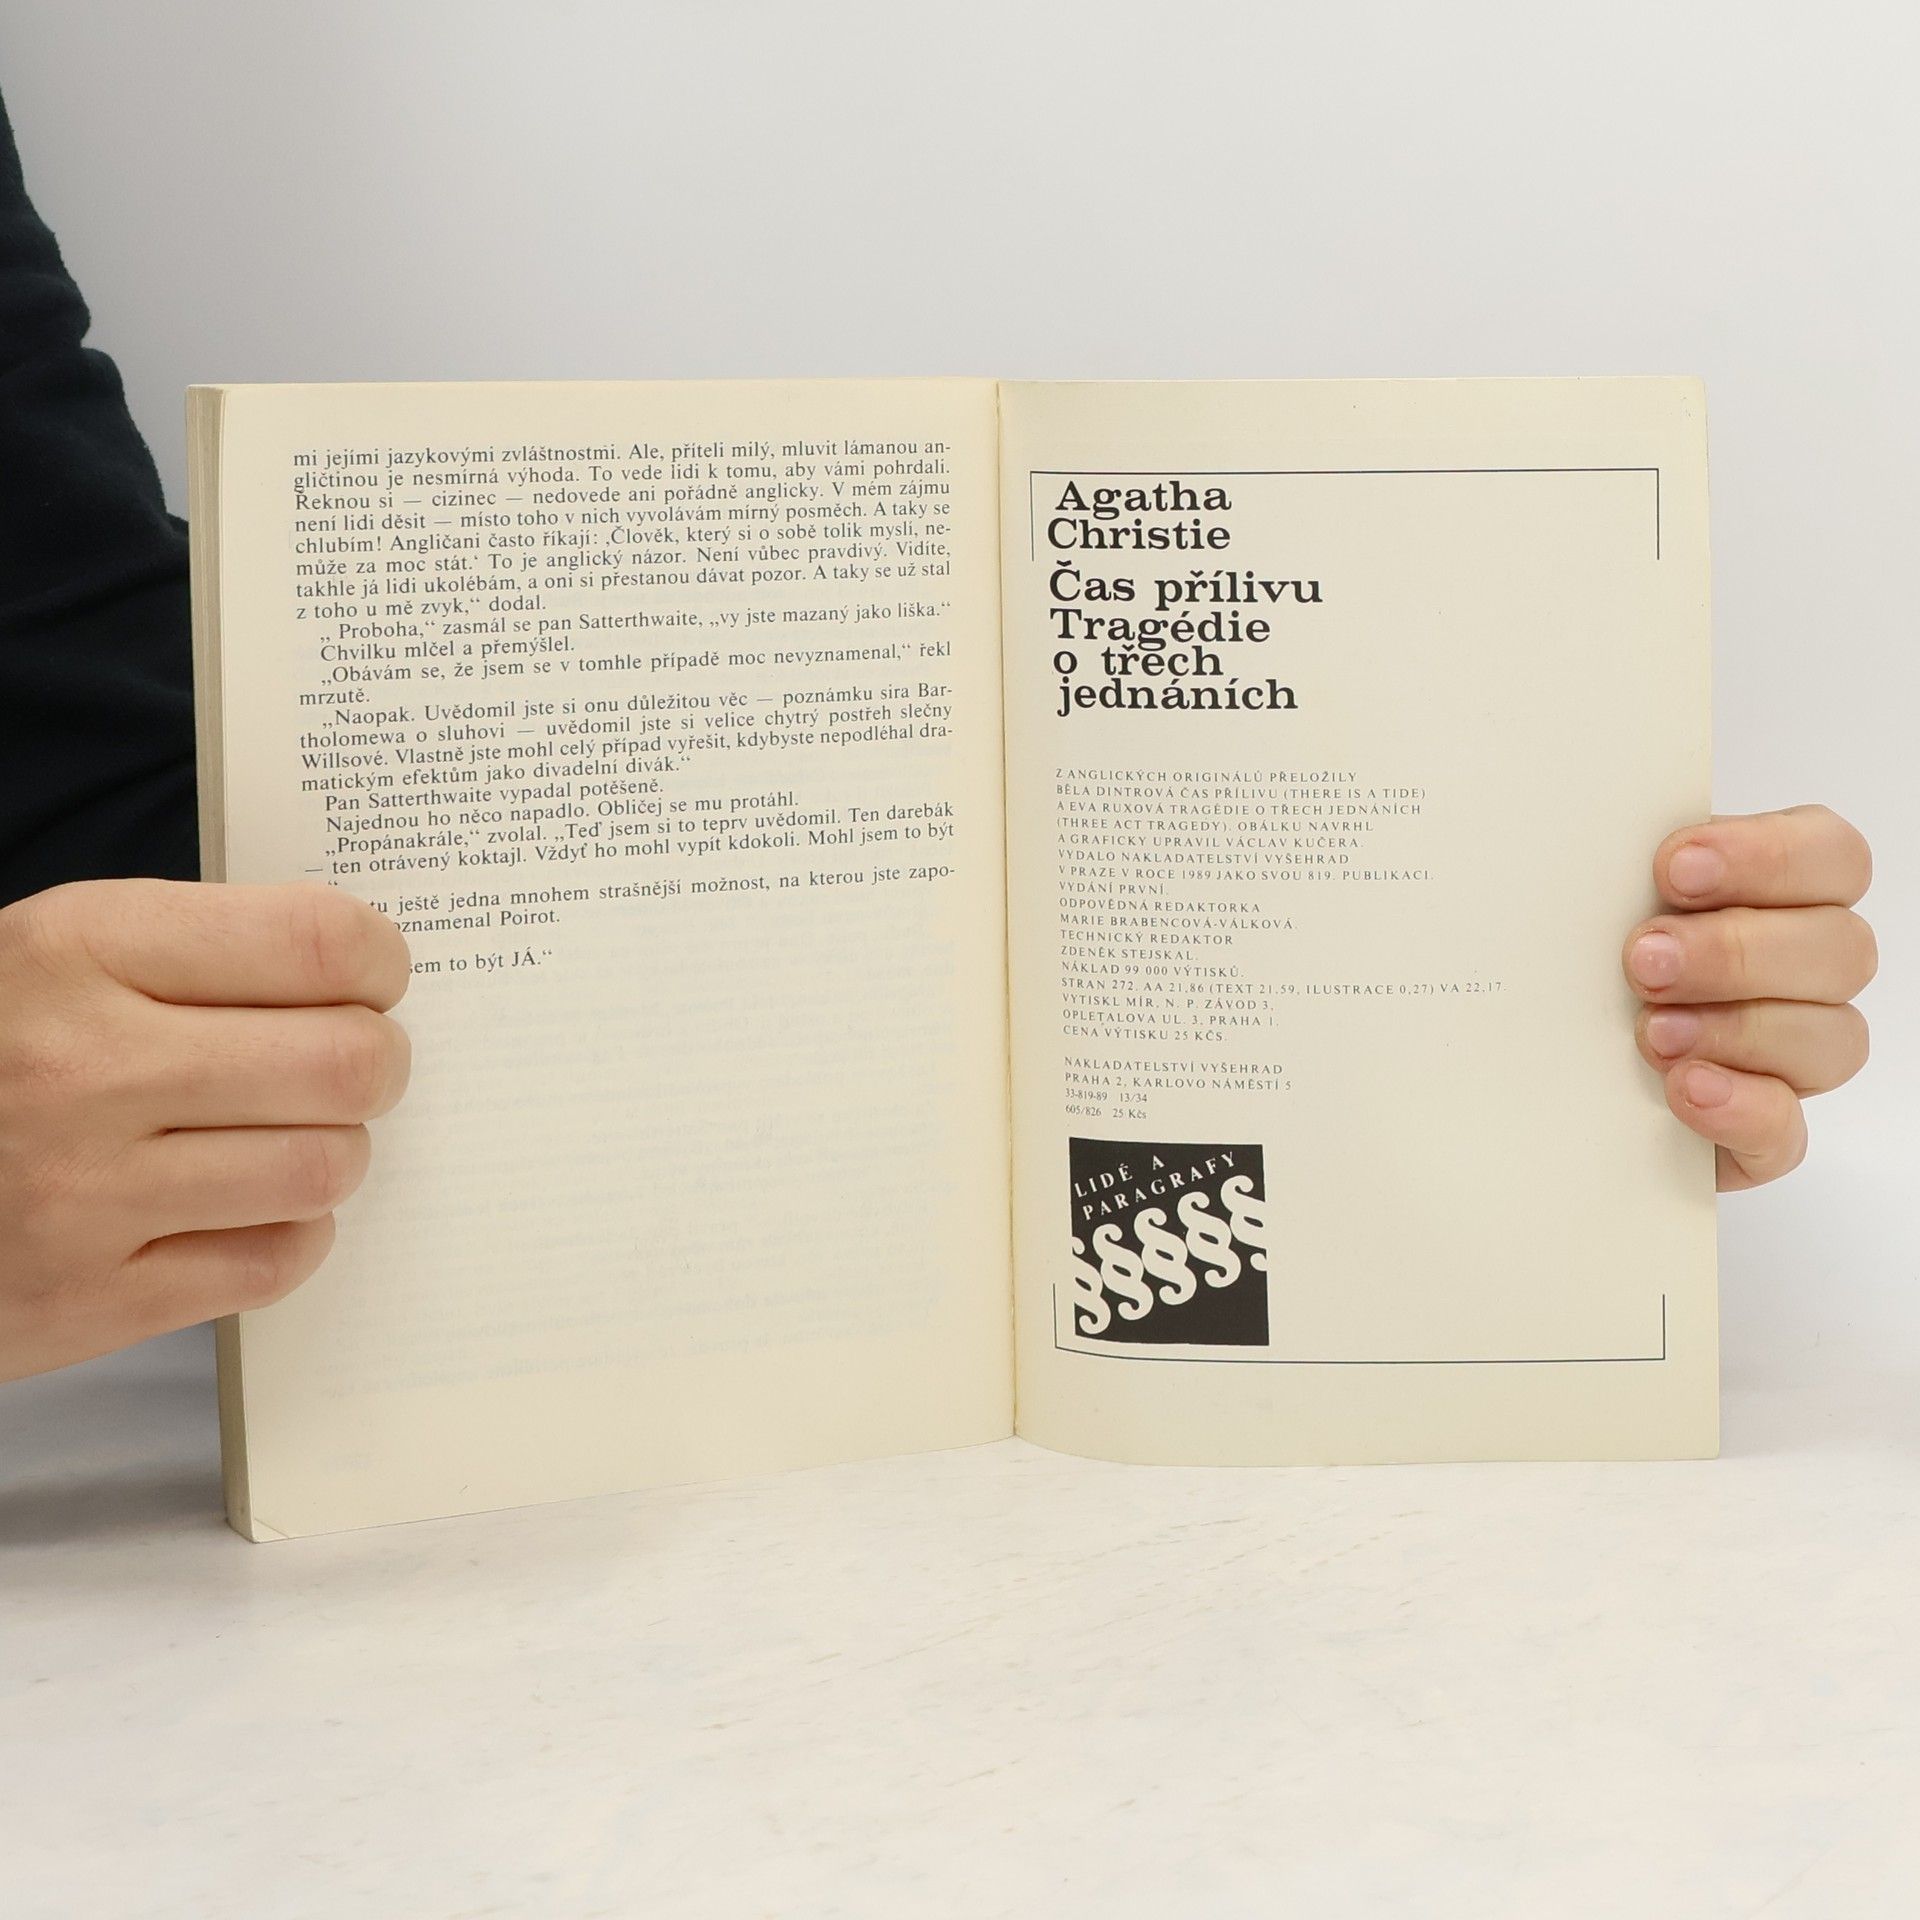 mi jejími jazykovými zvláštnostmi. Ale, příteli milý, mluvit lámanou an-
gličtinou je nesmírná výhoda. To vede lidi k tomu, aby vámi pohrdali.
Řeknou si — cizinec — nedovede ani pořádně anglicky. V mém zájmu
není lidi děsit — místo toho v nich vyvolávám mírný posměch. A taky se
chlubím! Angličani často říkají: ‚Člověk, který si o sobě tolik myslí, ne-
může za moc stát.‘ To je anglický názor. Není vůbec pravdivý. Vidíte,
takhle já lidi ukolébám, a oni si přestanou dávat pozor. A taky se už stal
z toho u mě zvyk,“ dodal.
„ Proboha,“ zasmál se pan Satterthwaite, „vy jste mazaný jako liška.“
Chvilku mlčel a přemýšlel.
„Obávám se, že jsem se v tomhle případě moc nevyznamenal,“ řekl
mrzutě.
„Naopak. Uvědomil jste si onu důležitou věc — poznámku sira Bar-
tholomewa o sluhovi — uvědomil jste si velice chytrý postřeh slečny
Willsové. Vlastně jste mohl celý případ vyřešit, kdybyste nepodléhal dra-
matickým efektům jako divadelní divák.“
Pan Satterthwaite vypadal potěšeně.
Najednou ho něco napadlo. Obličej se mu protáhl.
„Propánakrále,“ zvolal. „Teď jsem si to teprv uvědomil. Ten darebák
— ten otrávený koktajl. Vždyť ho mohl vypít kdokoli. Mohl jsem to být
tu ještě jedna mnohem strašnější možnost, na kterou jste zapo-
oznamenal Poirot.
sem to být JÁ.“
Agatha
Christie
Čas přílivu
Tragédie
o třech
jednáních
Z ANGLICKÝCH ORIGINÁLŮ PŘELOŽILY
BĚLA DINTROVÁ ČAS PŘÍLIVU (THERE IS A TIDE)
A EVA RUXOVÁ TRAGÉDIE O TŘECH JEDNÁNÍCH
(THREE ACT TRAGEDY). OBÁLKU NAVRHL
A GRAFICKY UPRAVIL VÁCLAV KUČERA.
VYDALO NAKLADATELSTVÍ VYŠEHRAD
V PRAZE V ROCE 1989 JAKO SVOU 819. PUBLIKACI.
VYDÁNÍ PRVNÍ.
ODPOVĚDNÁ REDAKTORKA
MARIE BRABENCOVÁ-VÁLKOVÁ.
TECHNICKÝ REDAKTOR
ZDENĚK STEJSKAL.
NÁKLAD 99 000 VÝTISKŮ.
STRAN 272. AA 21,86 (TEXT 21,59, ILUSTRACE 0,27) VA 22,17.
VYTISKL MÍR, N. P. ZÁVOD 3,
OPLETALOVA UL. 3, PRAHA 1.
CENA VÝTISKU 25 KČS.
NAKLADATELSTVÍ VYŠEHRAD
PRAHA 2, KARLOVO NÁMĚSTÍ 5
33-819-89 13/34
605/826 25 Kčs
LIDÉ A
PARAGRAFY
§§§§§